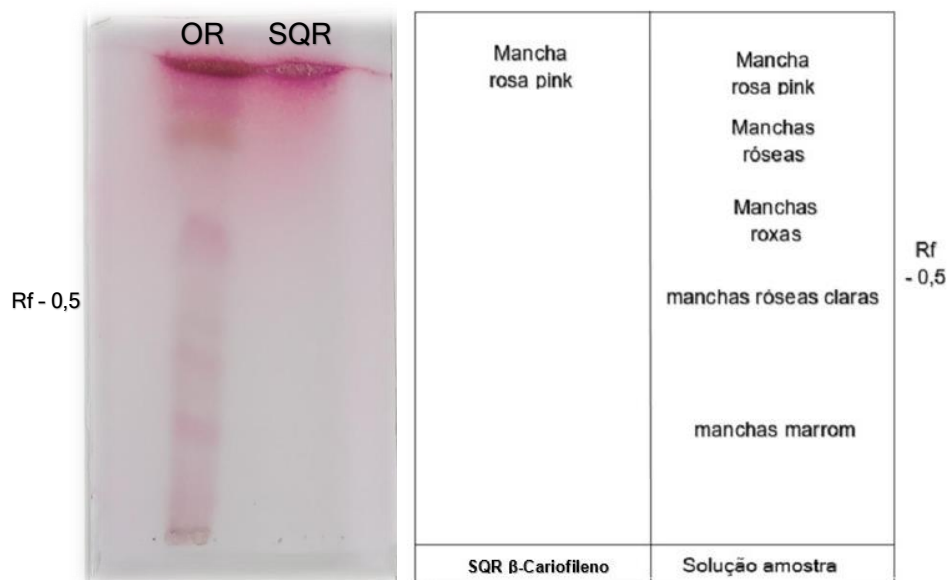 OR SQR
Rf - 0,5
Mancha
rosa pink
Mancha
rosa pink
Manchas
róseas
Manchas
roxas
manchas róseas claras
manchas marrom
Rf
- 0,5
SQR β-Cariofileno
Solução amostra